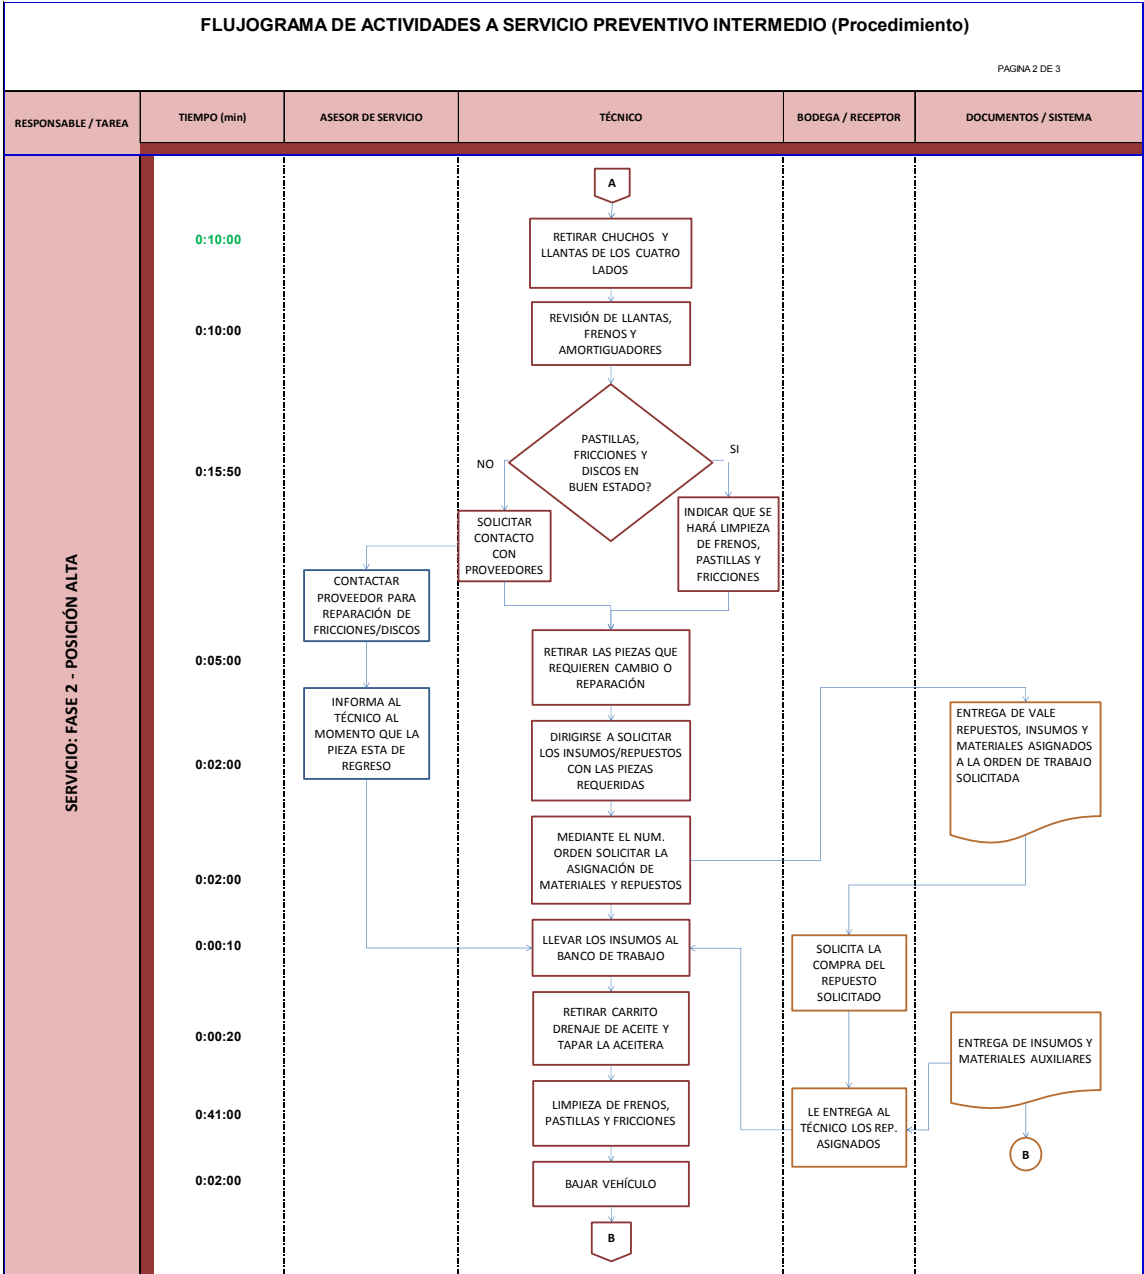 FLUJOGRAMA DE ACTIVIDADES A SERVICIO PREVENTIVO INTERMEDIO (Procedimiento)
PAGINA 2 DE 3
RESPONSABLE / TAREA
TIEMPO (min)
ASESOR DE SERVICIO
TÉCNICO
BODEGA / RECEPTOR
DOCUMENTOS / SISTEMA
SERVICIO: FASE 2 - POSICIÓN ALTA
A
0:10:00
RETIRAR CHUCHOS Y
LLANTAS DE LOS CUATRO
LADOS
0:10:00
REVISIÓN DE LLANTAS,
FRENOS Y
AMORTIGUADORES
0:15:50
PASTILLAS,
FRICCIONES Y
DISCOS EN
BUEN ESTADO?
NO
SI
SOLICITAR
CONTACTO
CON
PROVEEDORES
INDICAR QUE SE
HARÁ LIMPIEZA
DE FRENOS,
PASTILLAS Y
FRICCIONES
CONTACTAR
PROVEEDOR PARA
REPARACIÓN DE
FRICCIONES/DISCOS
0:05:00
RETIRAR LAS PIEZAS QUE
REQUIEREN CAMBIO O
REPARACIÓN
INFORMA AL
TÉCNICO AL
MOMENTO QUE LA
PIEZA ESTA DE
REGRESO
0:02:00
DIRIGIRSE A SOLICITAR
LOS INSUMOS/REPUESTOS
CON LAS PIEZAS
REQUERIDAS
ENTREGA DE VALE
REPUESTOS, INSUMOS Y
MATERIALES ASIGNADOS
A LA ORDEN DE TRABAJO
SOLICITADA
0:02:00
MEDIANTE EL NUM.
ORDEN SOLICITAR LA
ASIGNACIÓN DE
MATERIALES Y REPUESTOS
0:00:10
LLEVAR LOS INSUMOS AL
BANCO DE TRABAJO
SOLICITA LA
COMPRA DEL
REPUESTO
SOLICITADO
0:00:20
RETIRAR CARRITO
DRENAJE DE ACEITE Y
TAPAR LA ACEITERA
ENTREGA DE INSUMOS Y
MATERIALES AUXILIARES
0:41:00
LIMPIEZA DE FRENOS,
PASTILLAS Y FRICCIONES
LE ENTREGA AL
TÉCNICO LOS REP.
ASIGNADOS
B
0:02:00
BAJAR VEHÍCULO
B